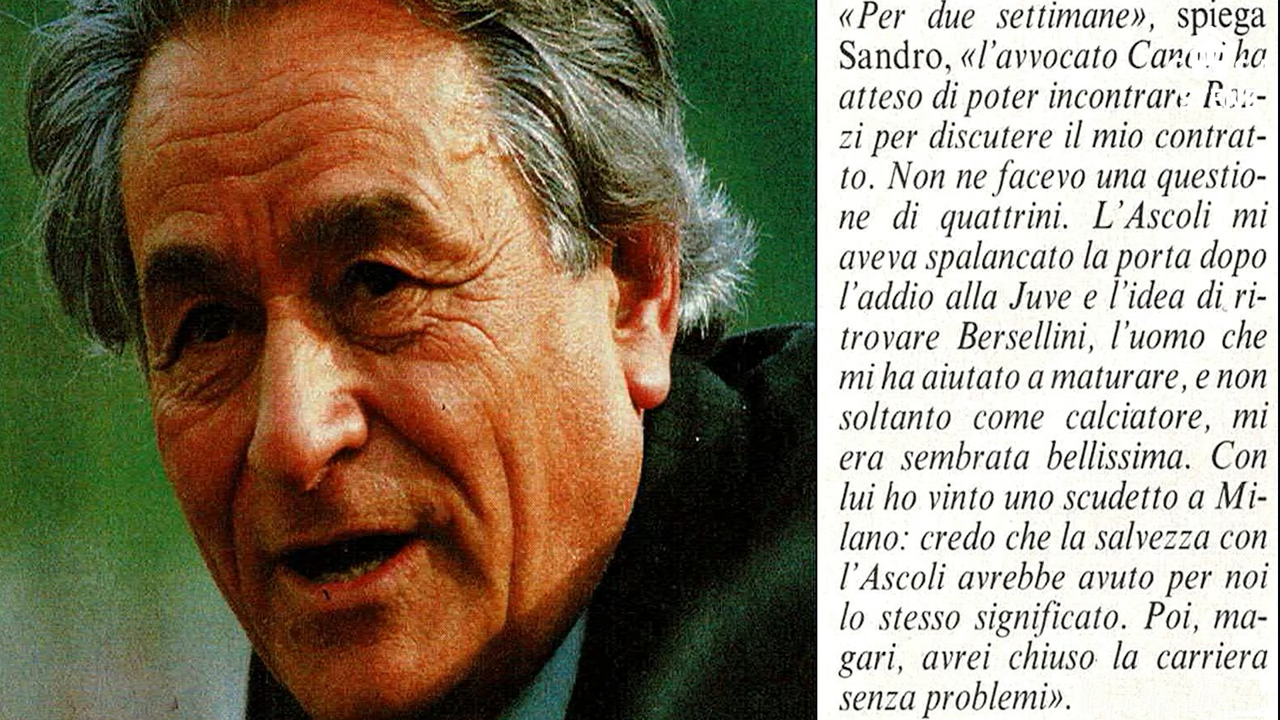 «Per due settimane», spiega
Sandro, «l'avvocato Canovi ha
atteso di poter incontrare Roz-
zi per discutere il mio contrat-
to. Non ne facevo una questio-
ne di quattrini. L'Ascoli mi
aveva spalancato la porta dopo
l'addio alla Juve e l'idea di ri-
trovare Bersellini, l'uomo che
mi ha aiutato a maturare, e non
soltanto come calciatore, mi
era sembrata bellissima. Con
lui ho vinto uno scudetto a Mi-
lano: credo che la salvezza con
l'Ascoli avrebbe avuto per noi
lo stesso significato. Poi, ma-
gari, avrei chiuso la carriera
senza problemi».